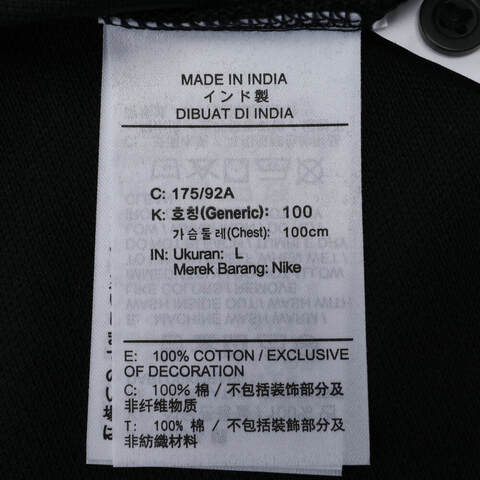 MADE IN INDIA
インド製
DIBUAT DI INDIA
C: 175/92A
K: 호칭(Generic): 100
가슴둘레(Chest): 100cm
IN: Ukuran: L
Merek Barang: Nike
E: 100% COTTON / EXCLUSIVE
OF DECORATION
C: 100% 棉 / 不包括装饰部分及
非纤维物质
T: 100% 棉 / 不包括裝飾部分及
非紡織材料